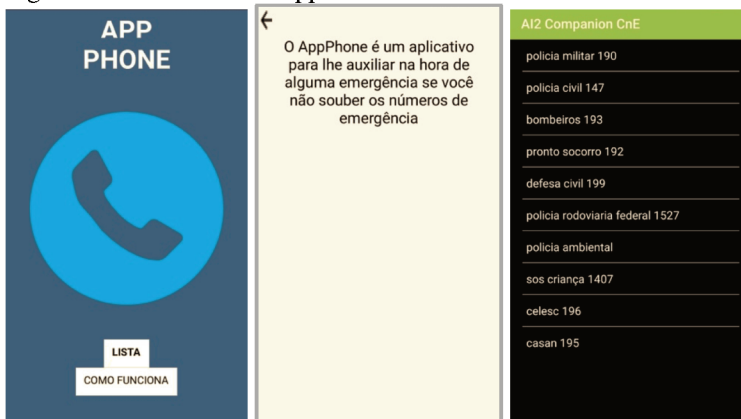 APP
PHONE
LISTA
COMO FUNCIONA
O AppPhone é um aplicativo
para lhe auxiliar na hora de
alguma emergência se você
não souber os números de
emergência
AI2 Companion CnE
policia militar 190
policia civil 147
bombeiros 193
pronto socorro 192
defesa civil 199
policia rodoviaria federal 1527
policia ambiental
sos criança 1407
celesc 196
casan 195